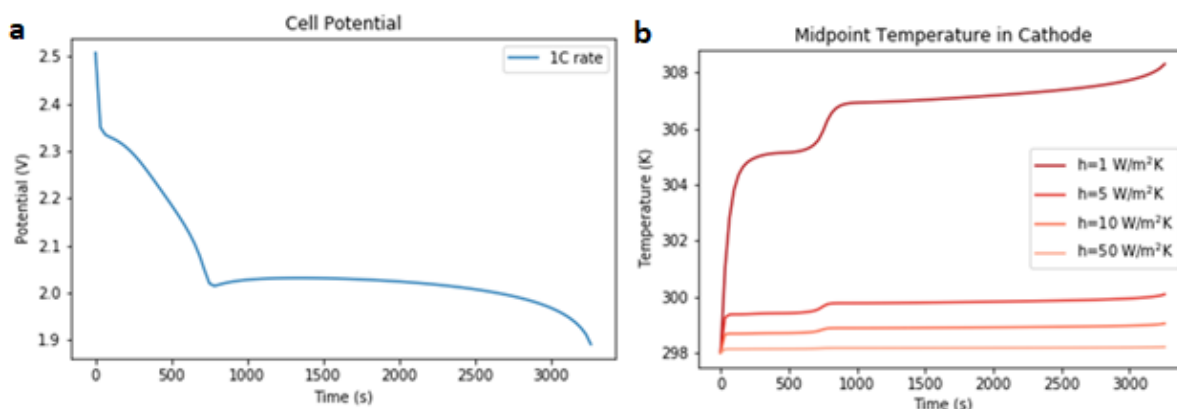 a
Cell Potential
1C rate
2.5
2.4
2.3
2.2
2.1
2.0
1.9
Potential (V)
0 500 1000 1500 2000 2500 3000
Time (s)
b
Midpoint Temperature in Cathode
308
306
304
302
300
298
Temperature (K)
h=1 W/m²K
h=5 W/m²K
h=10 W/m²K
h=50 W/m²K
0 500 1000 1500 2000 2500 3000
Time (s)